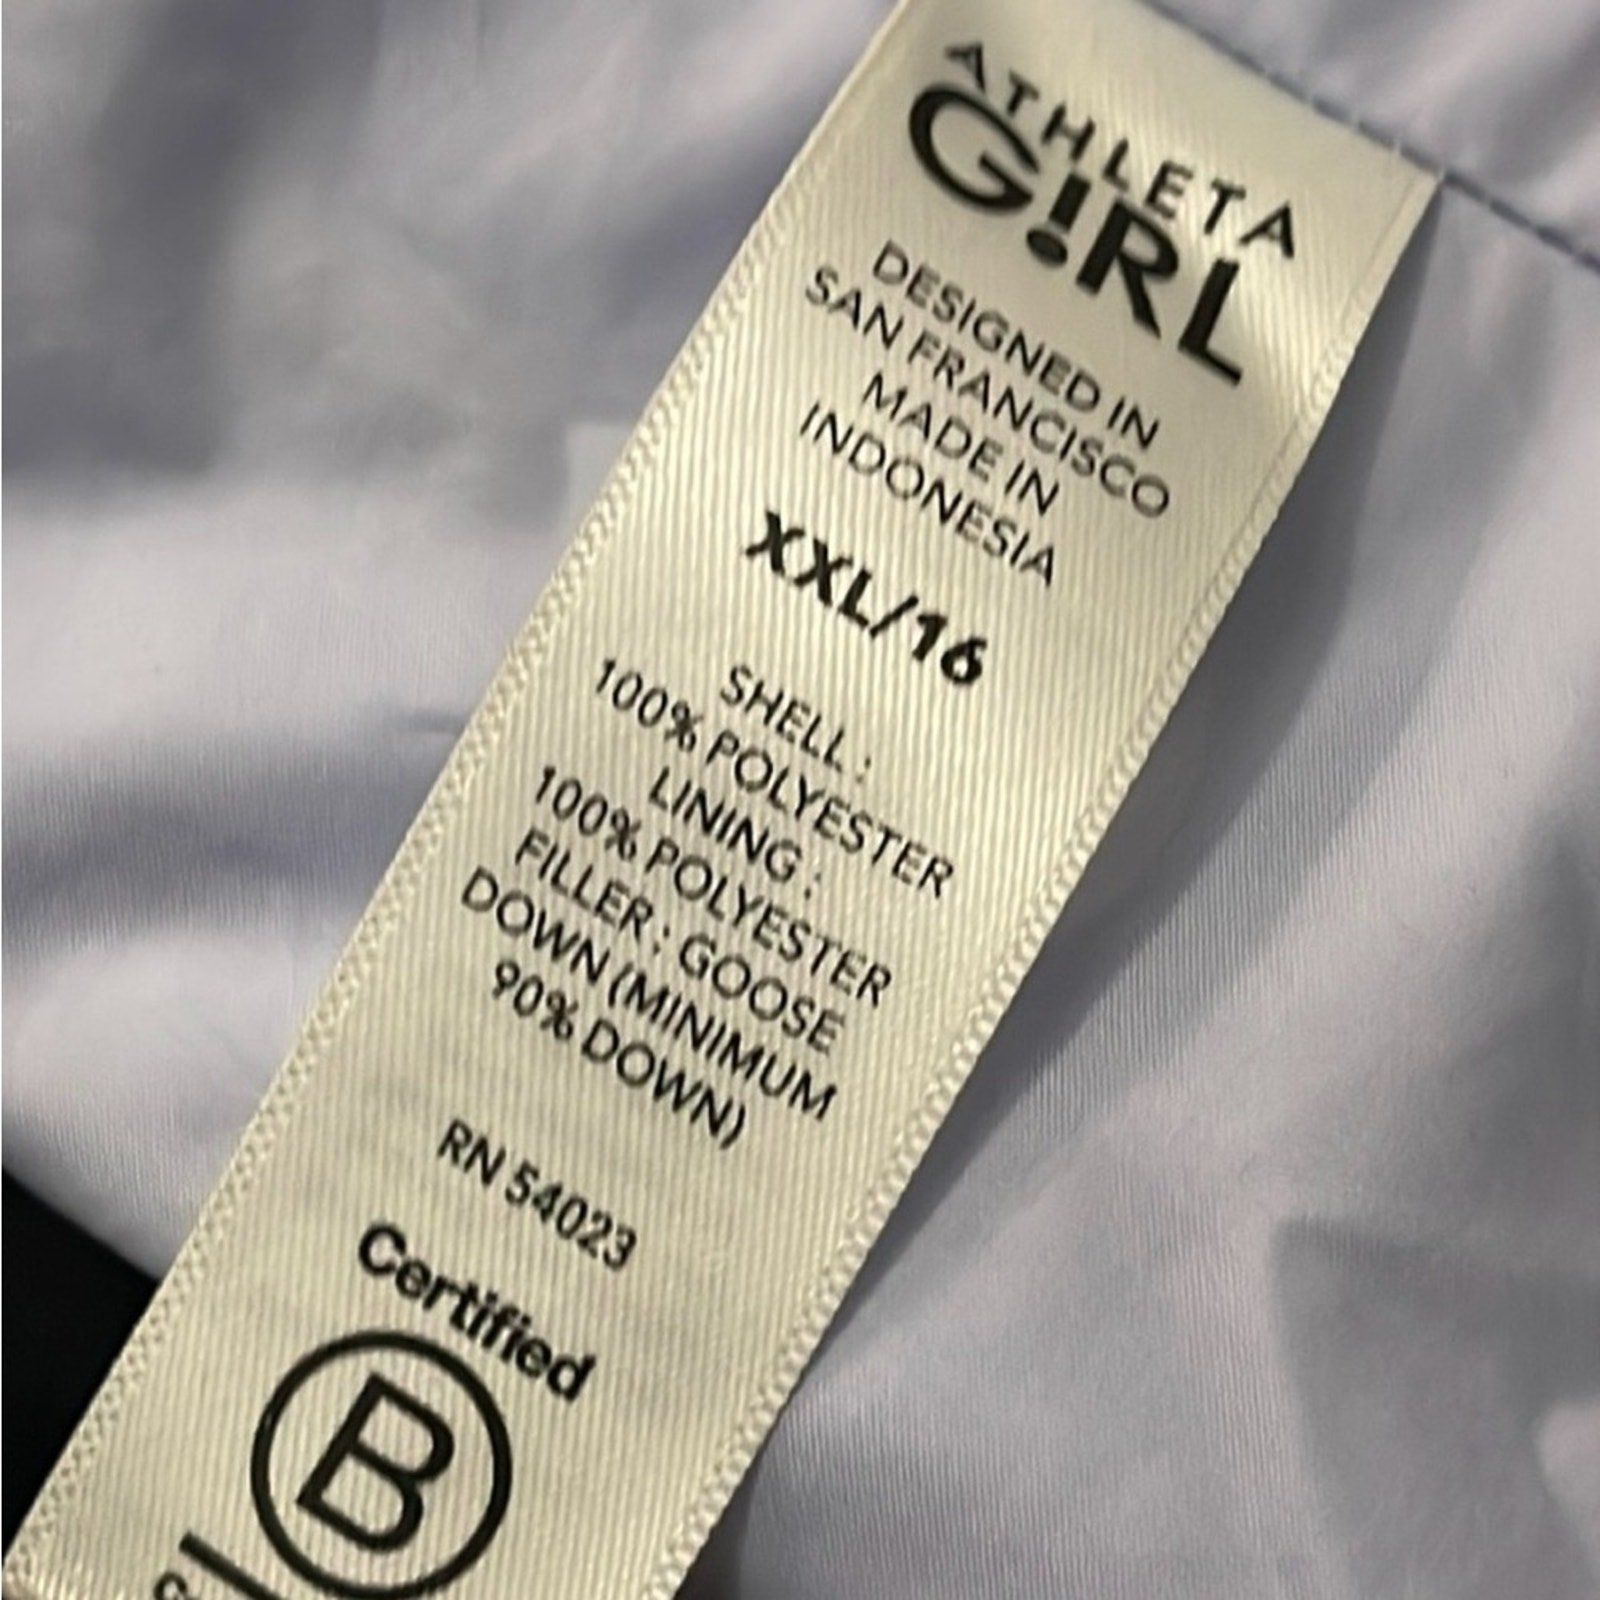 ATHLETA
G!RL
DESIGNED IN
SAN FRANCISCO
MADE IN
INDONESIA
XXL/16
SHELL :
100% POLYESTER
LINING :
100% POLYESTER
FILLER : GOOSE
DOWN (MINIMUM
90% DOWN)
RN 54023
Certified
B